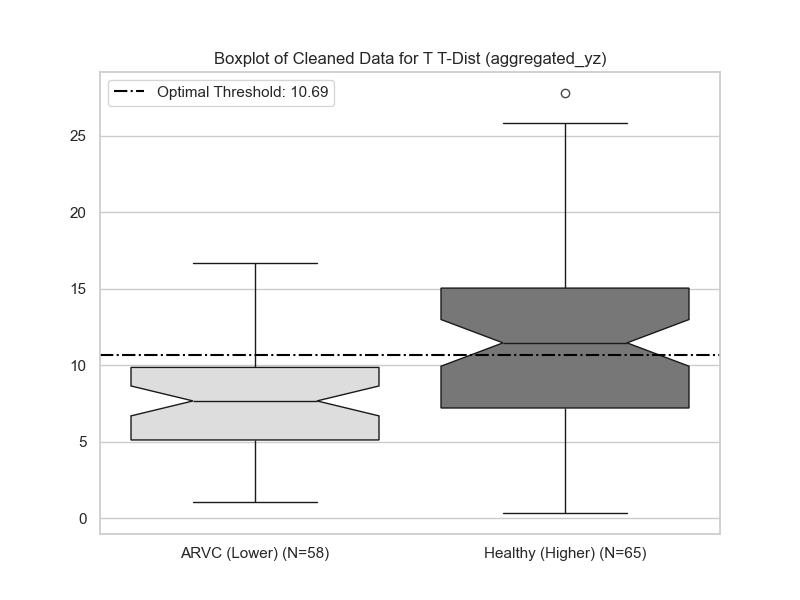 Boxplot of Cleaned Data for T T-Dist (aggregated_yz)
Optimal Threshold: 10.69
25
20
15
10
5
0
ARVC (Lower) (N=58)
Healthy (Higher) (N=65)